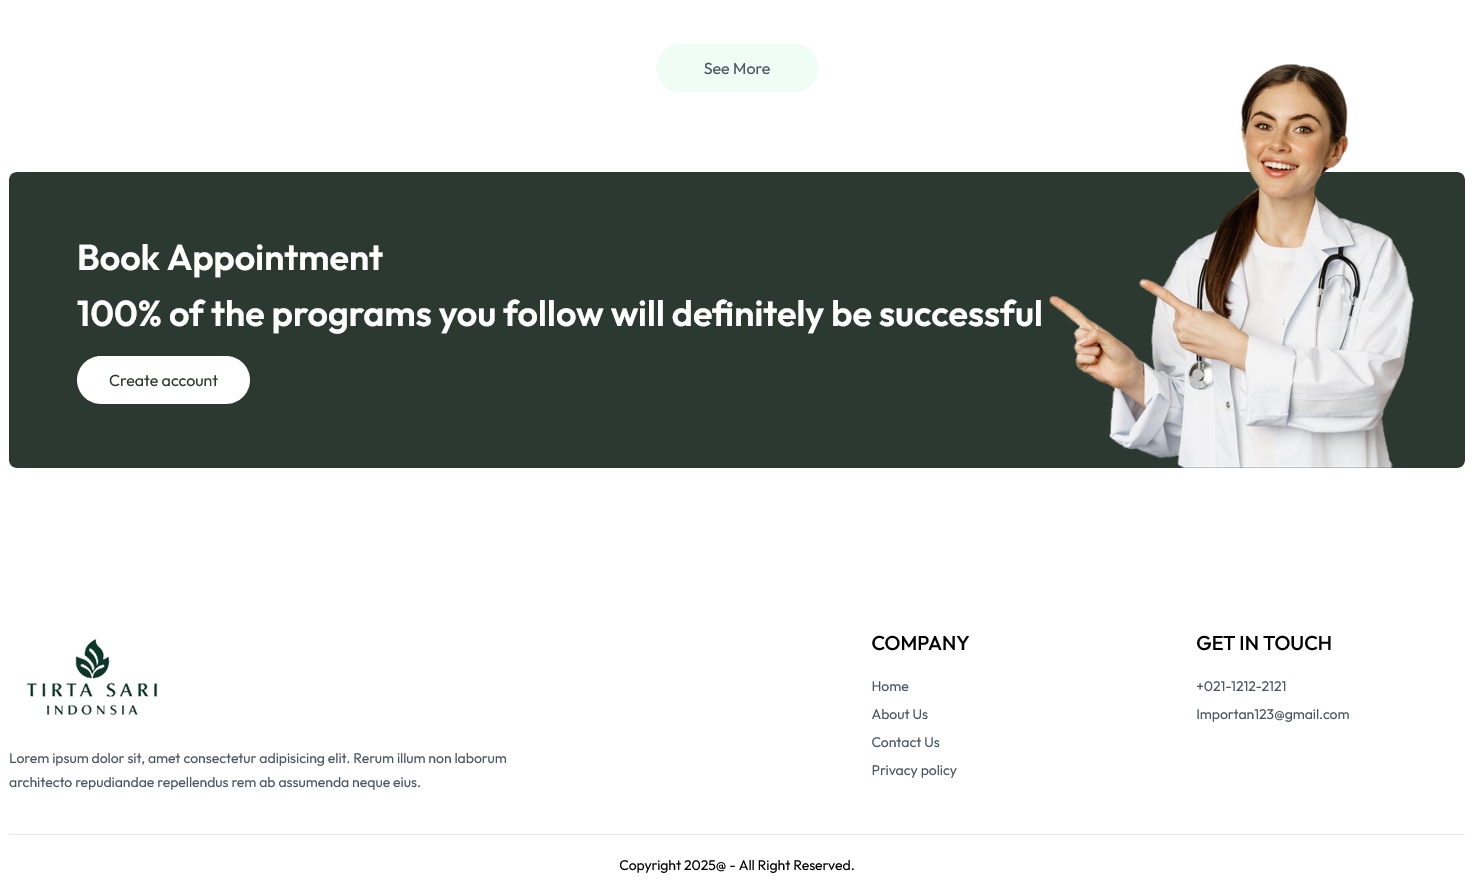 See More
Book Appointment
100% of the programs you follow will definitely be successful
Create account
TIRTA SARI
INDONSIA
Lorem ipsum dolor sit, amet consectetur adipisicing elit. Rerum illum non laborum
architecto repudiandae repellendus rem ab assumenda neque eius.
COMPANY
Home
About Us
Contact Us
Privacy policy
GET IN TOUCH
+021-1212-2121
Importan123@gmail.com
Copyright 2025@ - All Right Reserved.